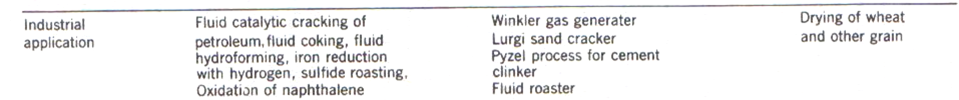 Industrial
application
Fluid catalytic cracking of
petroleum, fluid coking, fluid
hydroforming, iron reduction
with hydrogen, sulfide roasting,
Oxidation of naphthalene
Winkler gas generater
Lurgi sand cracker
Pyzel process for cement
clinker
Fluid roaster
Drying of wheat
and other grain